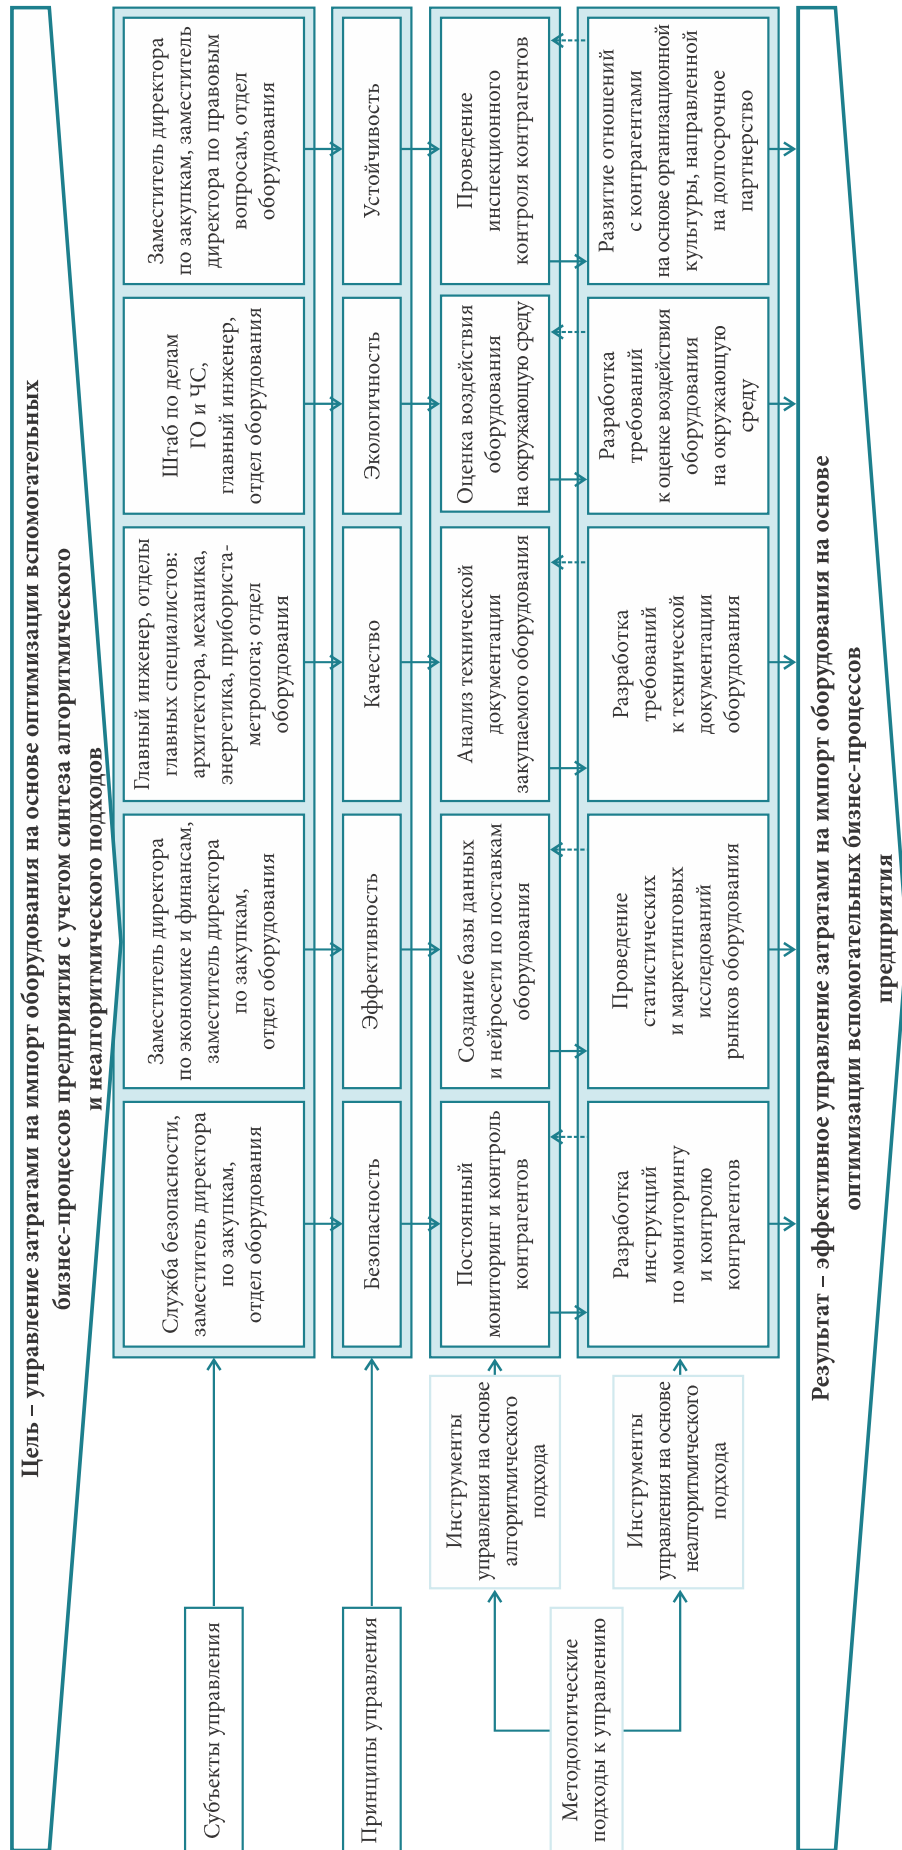 Цель – управление затратами на импорт оборудования на основе оптимизации вспомогательных
бизнес-процессов предприятия с учетом синтеза алгоритмического
и неалгоритмического подходов
Субъекты управления
Служба безопасности,
заместитель директора
по закупкам,
отдел оборудования
Заместитель директора
по экономике и финансам,
заместитель директора
по закупкам,
отдел оборудования
Главный инженер, отделы
главных специалистов:
архитектора, механика,
энергетика, прибориста-
метролога; отдел
оборудования
Штаб по делам
ГО и ЧС,
главный инженер,
отдел оборудования
Заместитель директора
по закупкам, заместитель
директора по правовым
вопросам, отдел
оборудования
Принципы управления
Безопасность
Эффективность
Качество
Экологичность
Устойчивость
Методологические
подходы к управлению
Инструменты
управления на основе
алгоритмического
подхода
Постоянный
мониторинг и контроль
контрагентов
Создание базы данных
и нейросети по поставкам
оборудования
Анализ технической
документации
закупаемого оборудования
Оценка воздействия
оборудования
на окружающую среду
Проведение
инспекционного
контроля контрагентов
Инструменты
управления на основе
неалгоритмического
подхода
Разработка
инструкций
по мониторингу
и контролю
контрагентов
Проведение
статистических
и маркетинговых
исследований
рынков оборудования
Разработка
требований
к технической
документации
оборудования
Разработка
требований
к оценке воздействия
оборудования
на окружающую
среду
Развитие отношений
с контрагентами
на основе организационной
культуры, направленной
на долгосрочное
партнерство
Результат – эффективное управление затратами на импорт оборудования на основе
оптимизации вспомогательных бизнес-процессов
предприятия